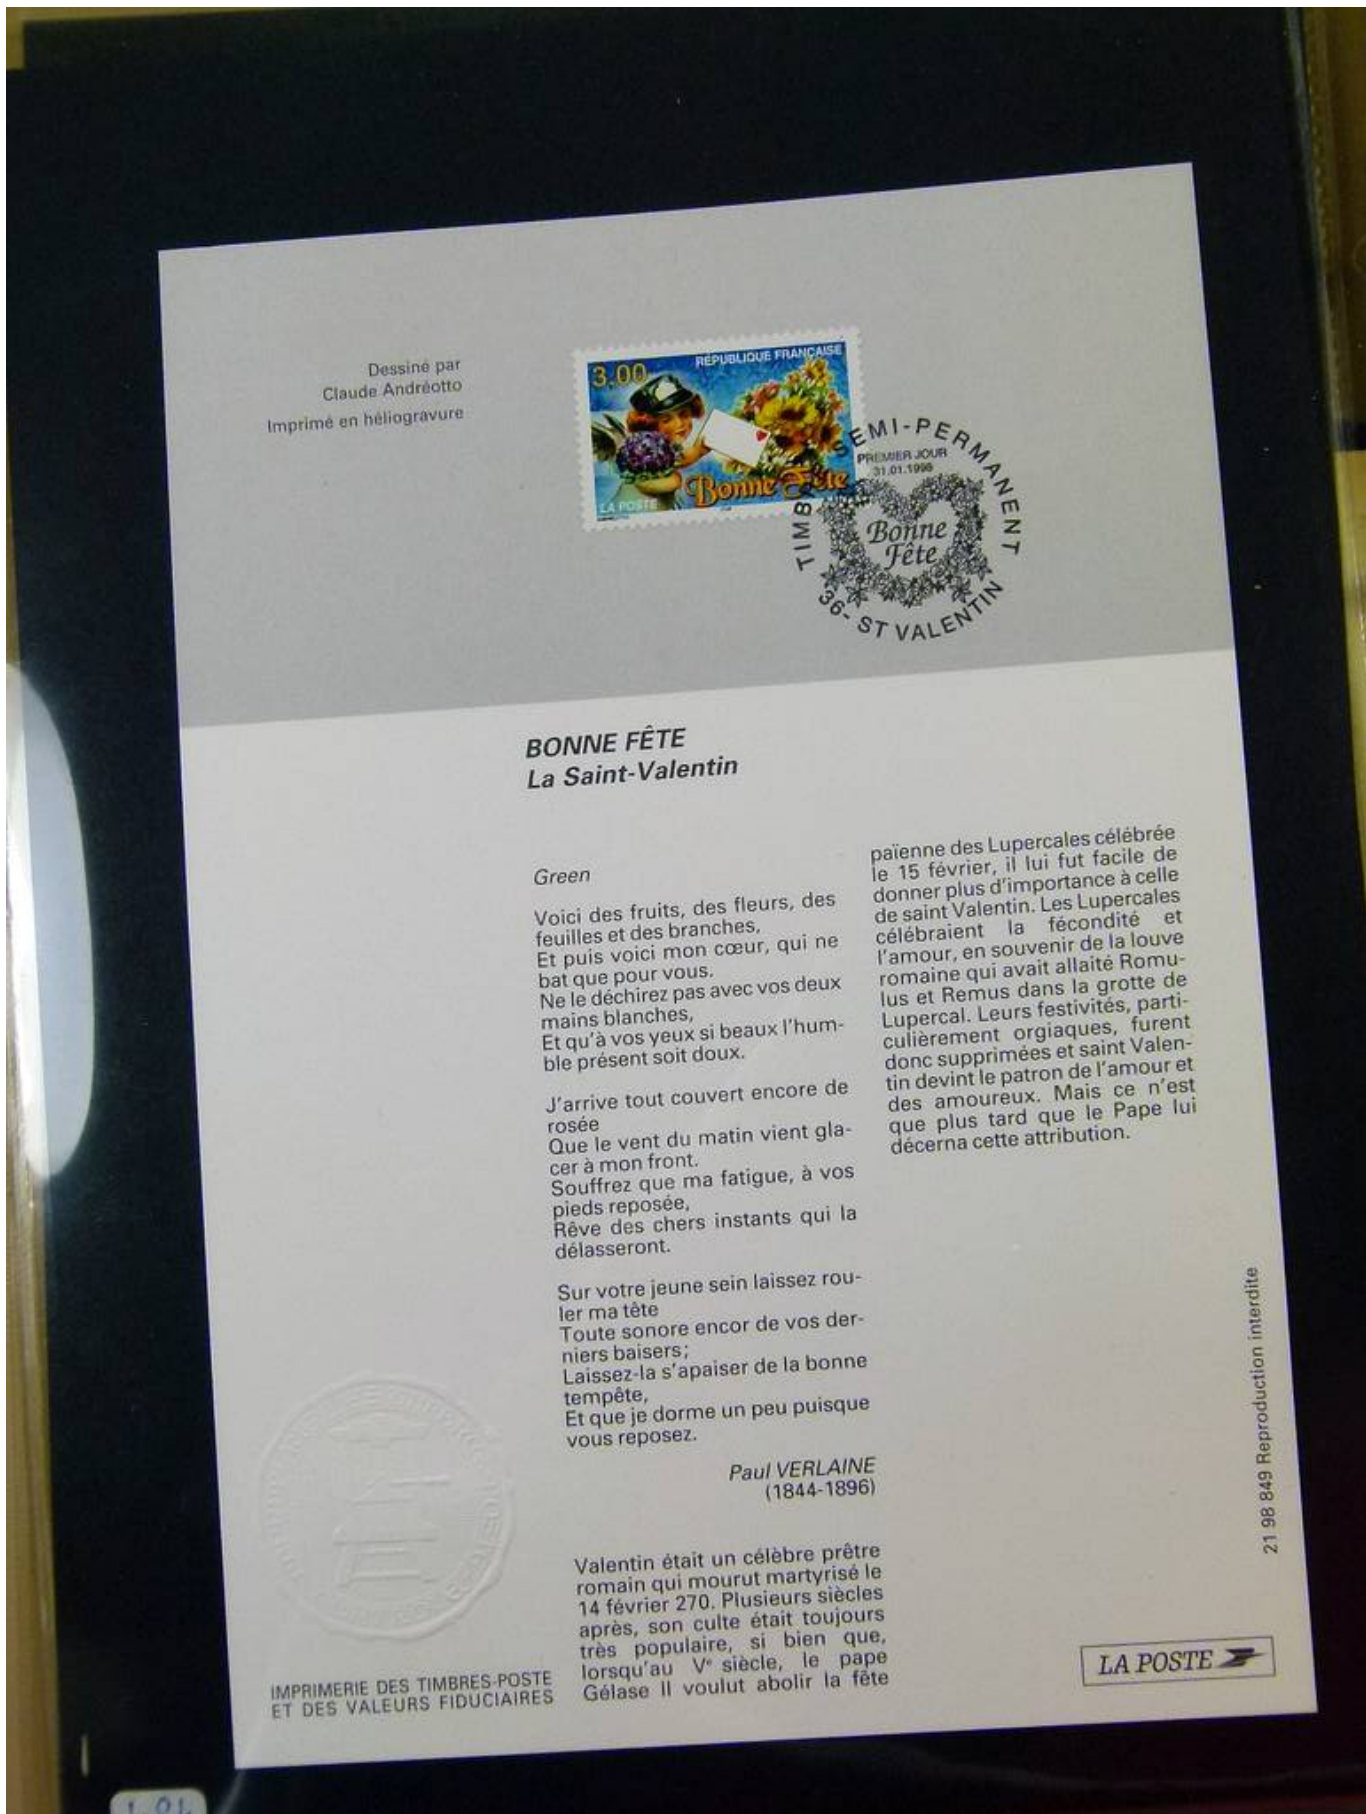 Dessiné par
Claude Andréotto
Imprimé en héliogravure
3.00
RÉPUBLIQUE FRANÇAISE
Bonne Fête
LA POSTE
TIMBRE SEMI-PERMANENT
PREMIER JOUR
31.01.1998
Bonne
Fête
36- ST VALENTIN
BONNE FÊTE
La Saint-Valentin
Green
Voici des fruits, des fleurs, des
feuilles et des branches,
Et puis voici mon cœur, qui ne
bat que pour vous.
Ne le déchirez pas avec vos deux
mains blanches,
Et qu'à vos yeux si beaux l'hum-
ble présent soit doux.
J'arrive tout couvert encore de
rosée
Que le vent du matin vient gla-
cer à mon front.
Souffrez que ma fatigue, à vos
pieds reposée,
Rêve des chers instants qui la
délasseront.
Sur votre jeune sein laissez rou-
ler ma tête
Toute sonore encor de vos der-
niers baisers;
Laissez-la s'apaiser de la bonne
tempête,
Et que je dorme un peu puisque
vous reposez.
Paul VERLAINE
(1844-1896)
Valentin était un célèbre prêtre
romain qui mourut martyrisé le
14 février 270. Plusieurs siècles
après, son culte était toujours
très populaire, si bien que,
lorsqu'au Ve siècle, le pape
Gélase II voulut abolir la fête
païenne des Lupercales célébrée
le 15 février, il lui fut facile de
donner plus d'importance à celle
de saint Valentin. Les Lupercales
célébraient la fécondité et
l'amour, en souvenir de la louve
romaine qui avait allaité Romu-
lus et Remus dans la grotte de
Lupercal. Leurs festivités, parti-
culièrement orgiaques, furent
donc supprimées et saint Valen-
tin devint le patron de l'amour et
des amoureux. Mais ce n'est
que plus tard que le Pape lui
décerna cette attribution.
21 98 849 Reproduction interdite
IMPRIMERIE DES TIMBRES-POSTE
ET DES VALEURS FIDUCIAIRES
LA POSTE